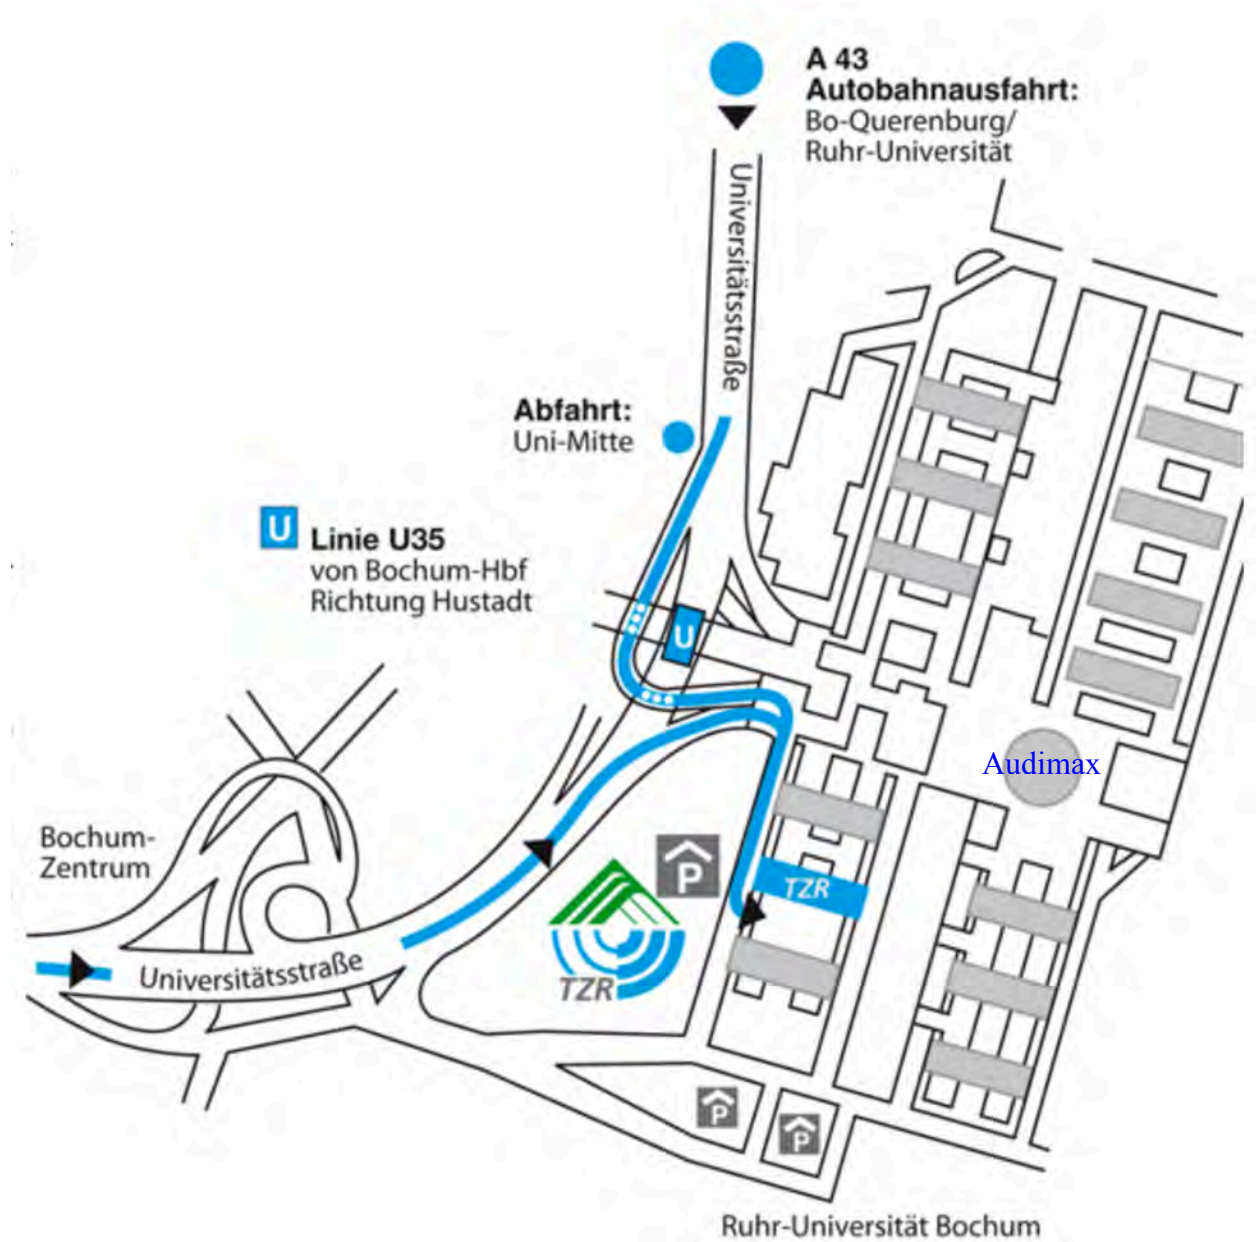 A 43
Autobahnausfahrt:
Bo-Querenburg/
Ruhr-Universität
Universitätsstraße
Abfahrt:
Uni-Mitte
U
Linie U35
von Bochum-Hbf
Richtung Hustadt
U
Audimax
Bochum-
Zentrum
P
TZR
Universitätsstraße
TZR
P
P
Ruhr-Universität Bochum